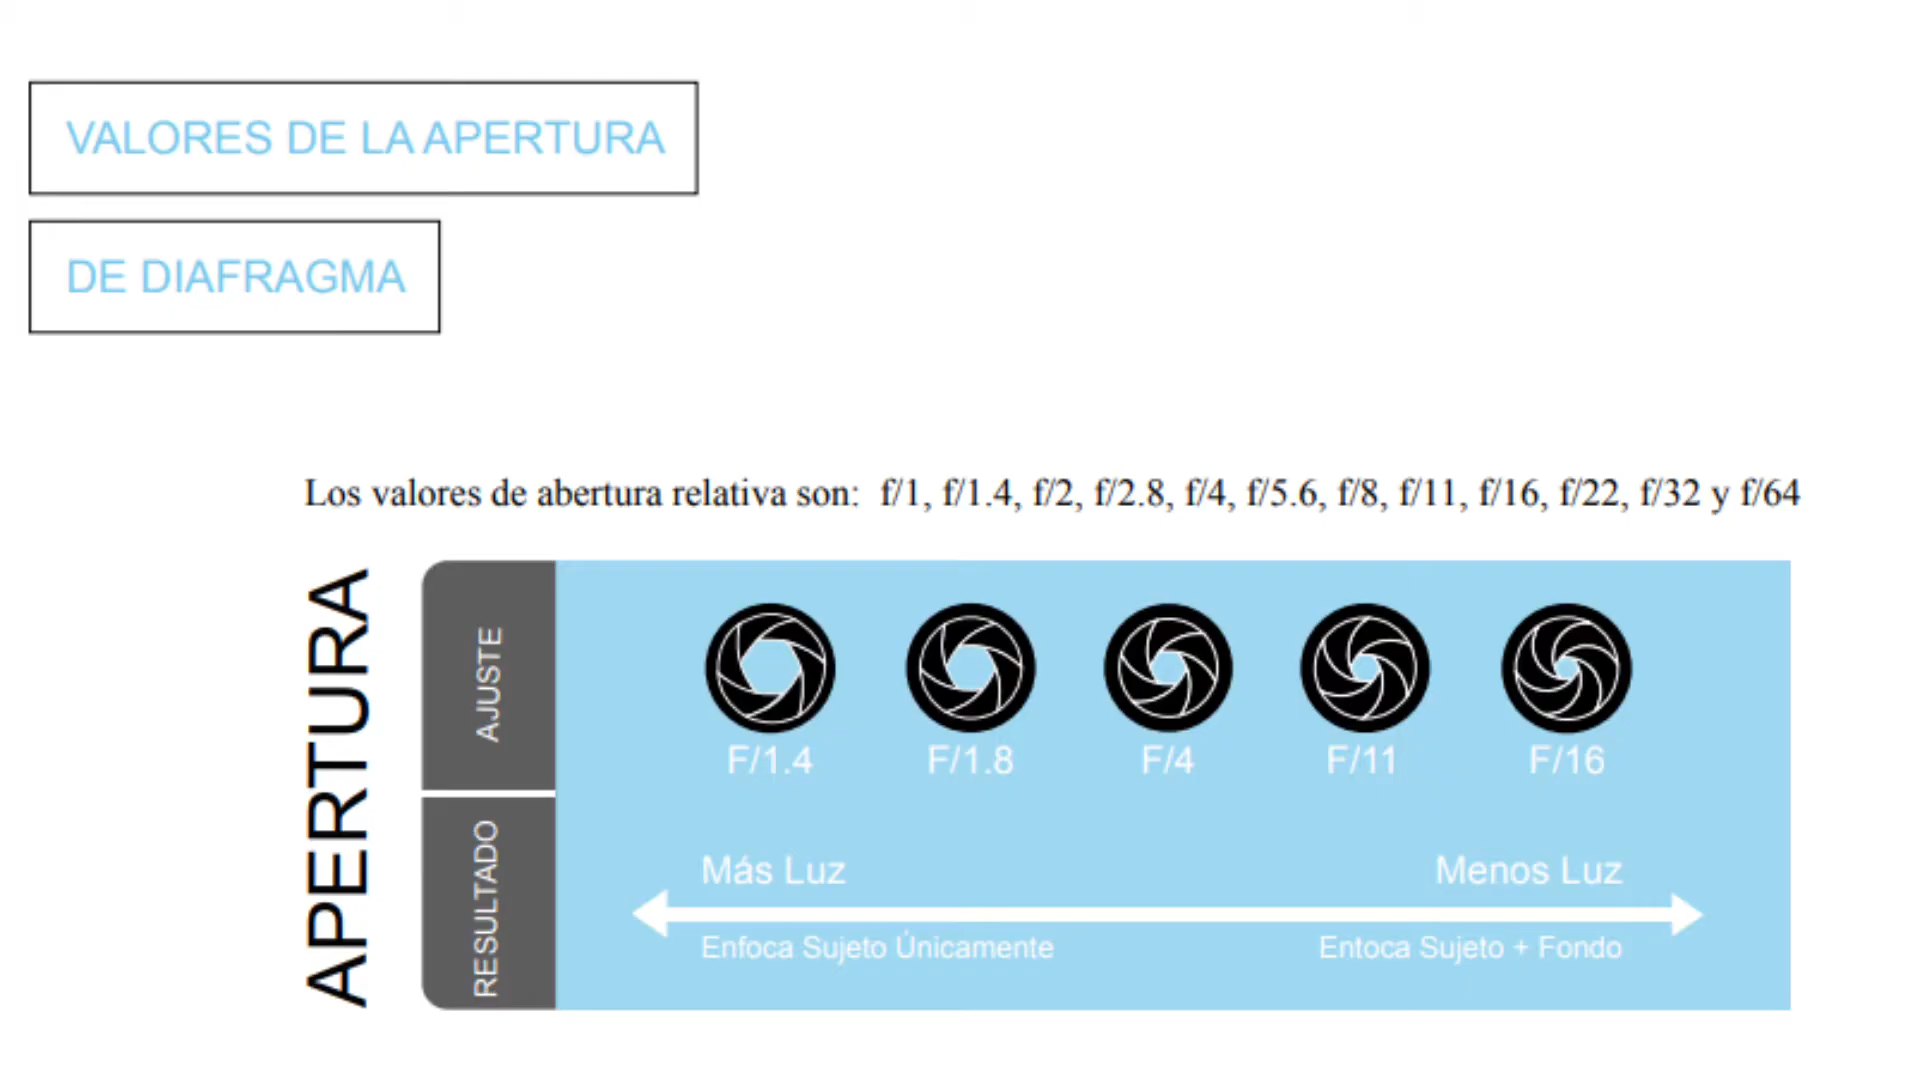 VALORES DE LA APERTURA
DE DIAFRAGMA
Los valores de abertura relativa son: f/1, f/1.4, f/2, f/2.8, f/4, f/5.6, f/8, f/11, f/16, f/22, f/32 y f/64
APERTURA
AJUSTE
F/1.4 F/1.8 F/4 F/11 F/16
RESULTADO
Más Luz Menos Luz
Enfoca Sujeto Únicamente Entoca Sujeto + Fondo